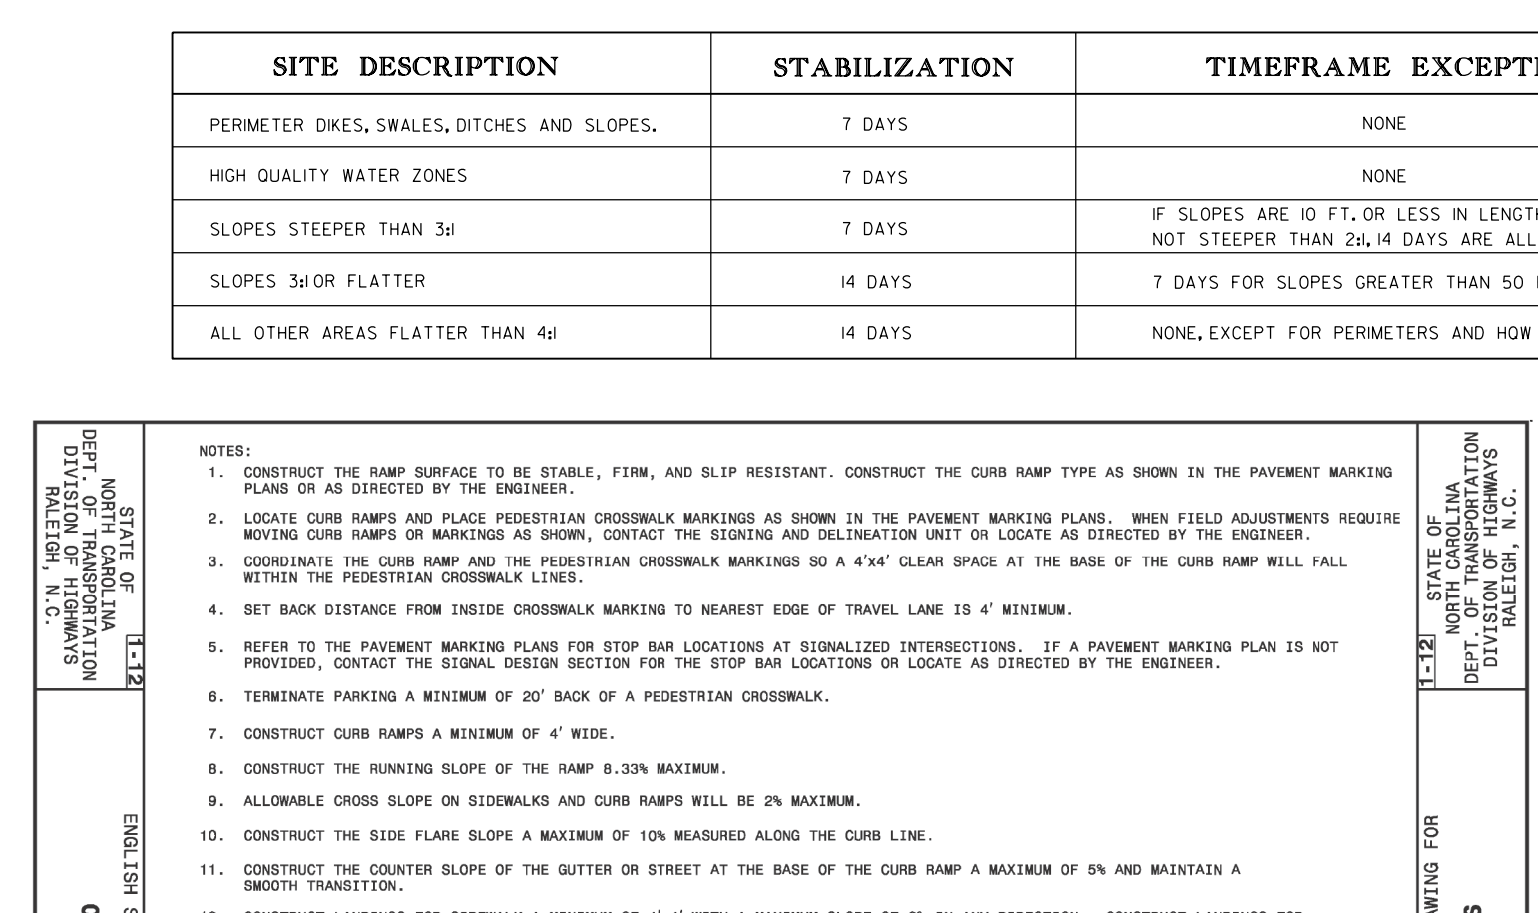 SITE DESCRIPTION
STABILIZATION
TIMEFRAME
PERIMETER DIKES, SWALES, DITCHES AND SLOPES.
7 DAYS
NONE
HIGH QUALITY WATER ZONES
7 DAYS
NONE
SLOPES STEEPER THAN 3:1
7 DAYS
IF SLOPES ARE 10 FT. OR LESS IN
NOT STEEPER THAN 2:1, 14 DAYS ARE
SLOPES 3:1 OR FLATTER
14 DAYS
7 DAYS FOR SLOPES GREATER THAN 50
ALL OTHER AREAS FLATTER THAN 4:1
14 DAYS
NONE, EXCEPT FOR PERIMETERS AND HQW
STATE OF
NORTH CAROLINA
DEPT. OF TRANSPORTATION
DIVISION OF HIGHWAYS
RALEIGH, N.C.
1-12
ENGLISH
NOTES:
1. CONSTRUCT THE RAMP SURFACE TO BE STABLE, FIRM, AND SLIP RESISTANT. CONSTRUCT THE CURB RAMP TYPE AS SHOWN IN THE PAVEMENT MARKING
PLANS OR AS DIRECTED BY THE ENGINEER.
2. LOCATE CURB RAMPS AND PLACE PEDESTRIAN CROSSWALK MARKINGS AS SHOWN IN THE PAVEMENT MARKING PLANS. WHEN FIELD ADJUSTMENTS REQUIRE
MOVING CURB RAMPS OR MARKINGS AS SHOWN, CONTACT THE SIGNING AND DELINEATION UNIT OR LOCATE AS DIRECTED BY THE ENGINEER.
3. COORDINATE THE CURB RAMP AND THE PEDESTRIAN CROSSWALK MARKINGS SO A 4'x4' CLEAR SPACE AT THE BASE OF THE CURB RAMP WILL FALL
WITHIN THE PEDESTRIAN CROSSWALK LINES.
4. SET BACK DISTANCE FROM INSIDE CROSSWALK MARKING TO NEAREST EDGE OF TRAVEL LANE IS 4' MINIMUM.
5. REFER TO THE PAVEMENT MARKING PLANS FOR STOP BAR LOCATIONS AT SIGNALIZED INTERSECTIONS. IF A PAVEMENT MARKING PLAN IS NOT
PROVIDED, CONTACT THE SIGNAL DESIGN SECTION FOR THE STOP BAR LOCATIONS OR LOCATE AS DIRECTED BY THE ENGINEER.
6. TERMINATE PARKING A MINIMUM OF 20' BACK OF A PEDESTRIAN CROSSWALK.
7. CONSTRUCT CURB RAMPS A MINIMUM OF 4' WIDE.
8. CONSTRUCT THE RUNNING SLOPE OF THE RAMP 8.33% MAXIMUM.
9. ALLOWABLE CROSS SLOPE ON SIDEWALKS AND CURB RAMPS WILL BE 2% MAXIMUM.
10. CONSTRUCT THE SIDE FLARE SLOPE A MAXIMUM OF 10% MEASURED ALONG THE CURB LINE.
11. CONSTRUCT THE COUNTER SLOPE OF THE GUTTER OR STREET AT THE BASE OF THE CURB RAMP A MAXIMUM OF 5% AND MAINTAIN A
SMOOTH TRANSITION.
1-12
STATE OF
NORTH CAROLINA
DEPT. OF TRANSPORTATION
DIVISION OF HIGHWAYS
RALEIGH, N.C.
FOR